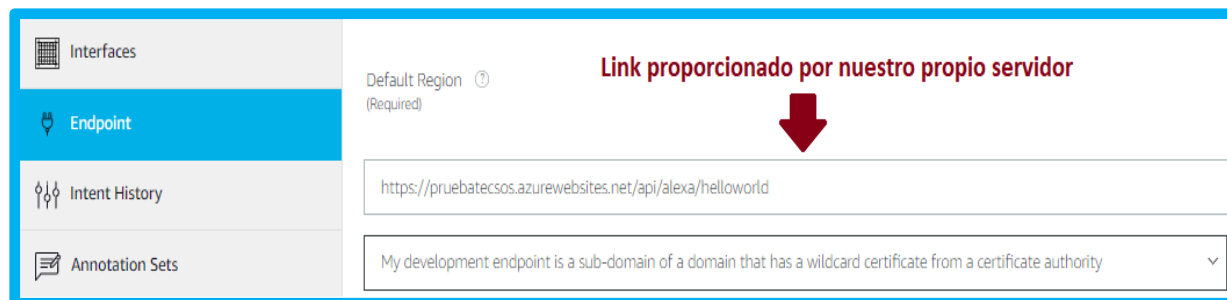 Interfaces
Link proporcionado por nuestro propio servidor
Default Region ?
(Required)
Endpoint
https://pruebatecsos.azurewebsites.net/api/alexa/helloworld
Intent History
My development endpoint is a sub-domain of a domain that has a wildcard certificate from a certificate authority
Annotation Sets